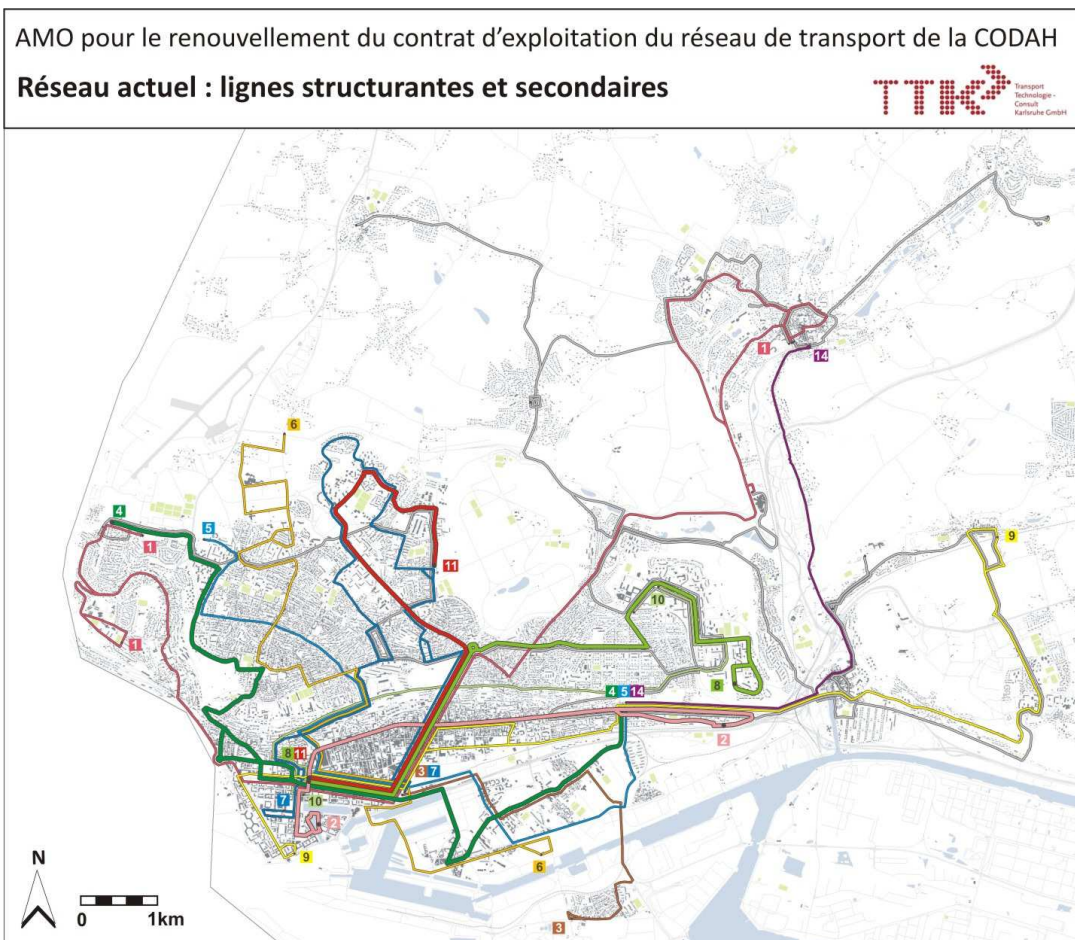 AMO pour le renouvellement du contrat d’exploitation du réseau de transport de la CODAH
Réseau actuel : lignes structurantes et secondaires
TTK
Transport
Technologie -
Consult
Karlsruhe GmbH
1
14
6
4
5
1
11
9
10
1
8
4 5 14
2
8 11
3 7
7
10
2
9
6
3
N
0 1km